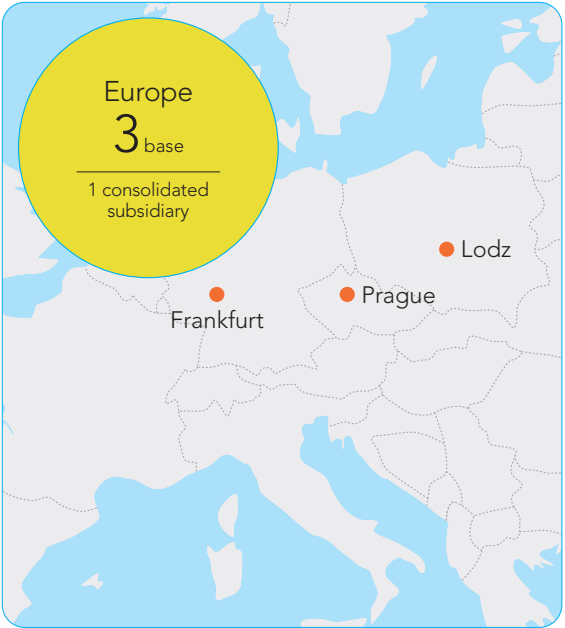 Europe
3 base
1 consolidated
subsidiary
Lodz
Prague
Frankfurt